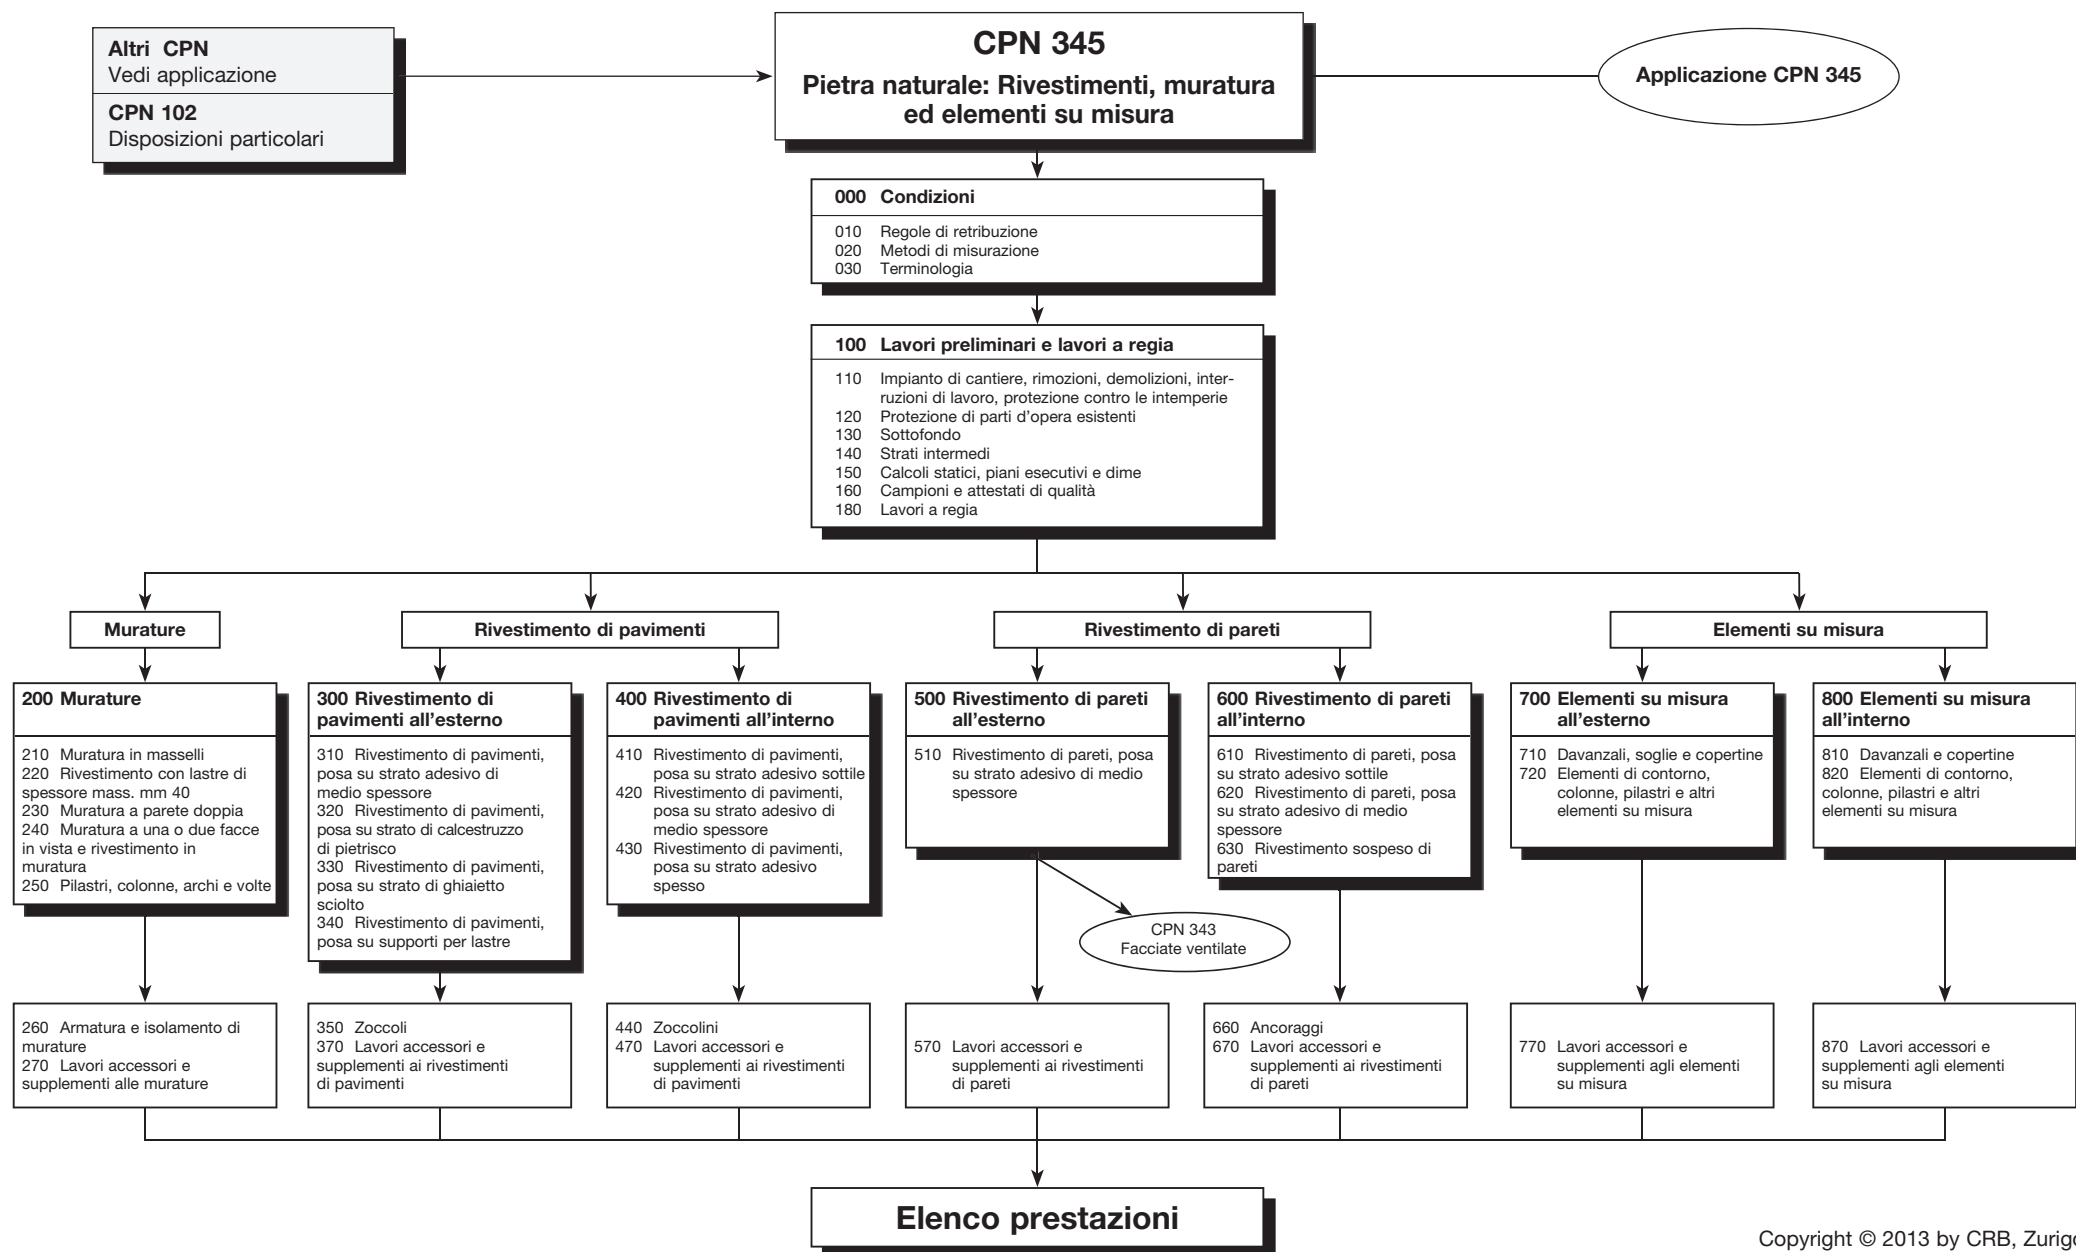 Altri CPN
Vedi applicazione
CPN 102
Disposizioni particolari
CPN 345
Pietra naturale: Rivestimenti, muratura
ed elementi su misura
Applicazione CPN 345
000 Condizioni
010 Regole di retribuzione
020 Metodi di misurazione
030 Terminologia
100 Lavori preliminari e lavori a regia
110 Impianto di cantiere, rimozioni, demolizioni, inter-
ruzioni di lavoro, protezione contro le intemperie
120 Protezione di parti d'opera esistenti
130 Sottofondo
140 Strati intermedi
150 Calcoli statici, piani esecutivi e dime
160 Campioni e attestati di qualità
180 Lavori a regia
Murature
Rivestimento di pavimenti
Rivestimento di pareti
Elementi su misura
200 Murature
210 Muratura in masselli
220 Rivestimento con lastre di
spessore mass. mm 40
230 Muratura a parete doppia
240 Muratura a una o due facce
in vista e rivestimento in
muratura
250 Pilastri, colonne, archi e volte
300 Rivestimento di
pavimenti all'esterno
310 Rivestimento di pavimenti,
posa su strato adesivo di
medio spessore
320 Rivestimento di pavimenti,
posa su strato di calcestruzzo
di pietrisco
330 Rivestimento di pavimenti,
posa su strato di ghiaietto
sciolto
340 Rivestimento di pavimenti,
posa su supporti per lastre
400 Rivestimento di
pavimenti all'interno
410 Rivestimento di pavimenti,
posa su strato adesivo sottile
420 Rivestimento di pavimenti,
posa su strato adesivo di
medio spessore
430 Rivestimento di pavimenti,
posa su strato adesivo
spesso
500 Rivestimento di pareti
all'esterno
510 Rivestimento di pareti, posa
su strato adesivo di medio
spessore
600 Rivestimento di pareti
all'interno
610 Rivestimento di pareti, posa
su strato adesivo sottile
620 Rivestimento di pareti, posa
su strato adesivo di medio
spessore
630 Rivestimento sospeso di
pareti
700 Elementi su misura
all'esterno
710 Davanzali, soglie e copertine
720 Elementi di contorno,
colonne, pilastri e altri
elementi su misura
800 Elementi su misura
all'interno
810 Davanzali e copertine
820 Elementi di contorno,
colonne, pilastri e altri
elementi su misura
CPN 343
Facciate ventilate
260 Armatura e isolamento di
murature
270 Lavori accessori e
supplementi alle murature
350 Zoccoli
370 Lavori accessori e
supplementi ai rivestimenti
di pavimenti
440 Zoccolini
470 Lavori accessori e
supplementi ai rivestimenti
di pavimenti
570 Lavori accessori e
supplementi ai rivestimenti
di pareti
660 Ancoraggi
670 Lavori accessori e
supplementi ai rivestimenti
di pareti
770 Lavori accessori e
supplementi agli elementi
su misura
870 Lavori accessori e
supplementi agli elementi
su misura
Elenco prestazioni
Copyright © 2013 by CRB, Zurigo